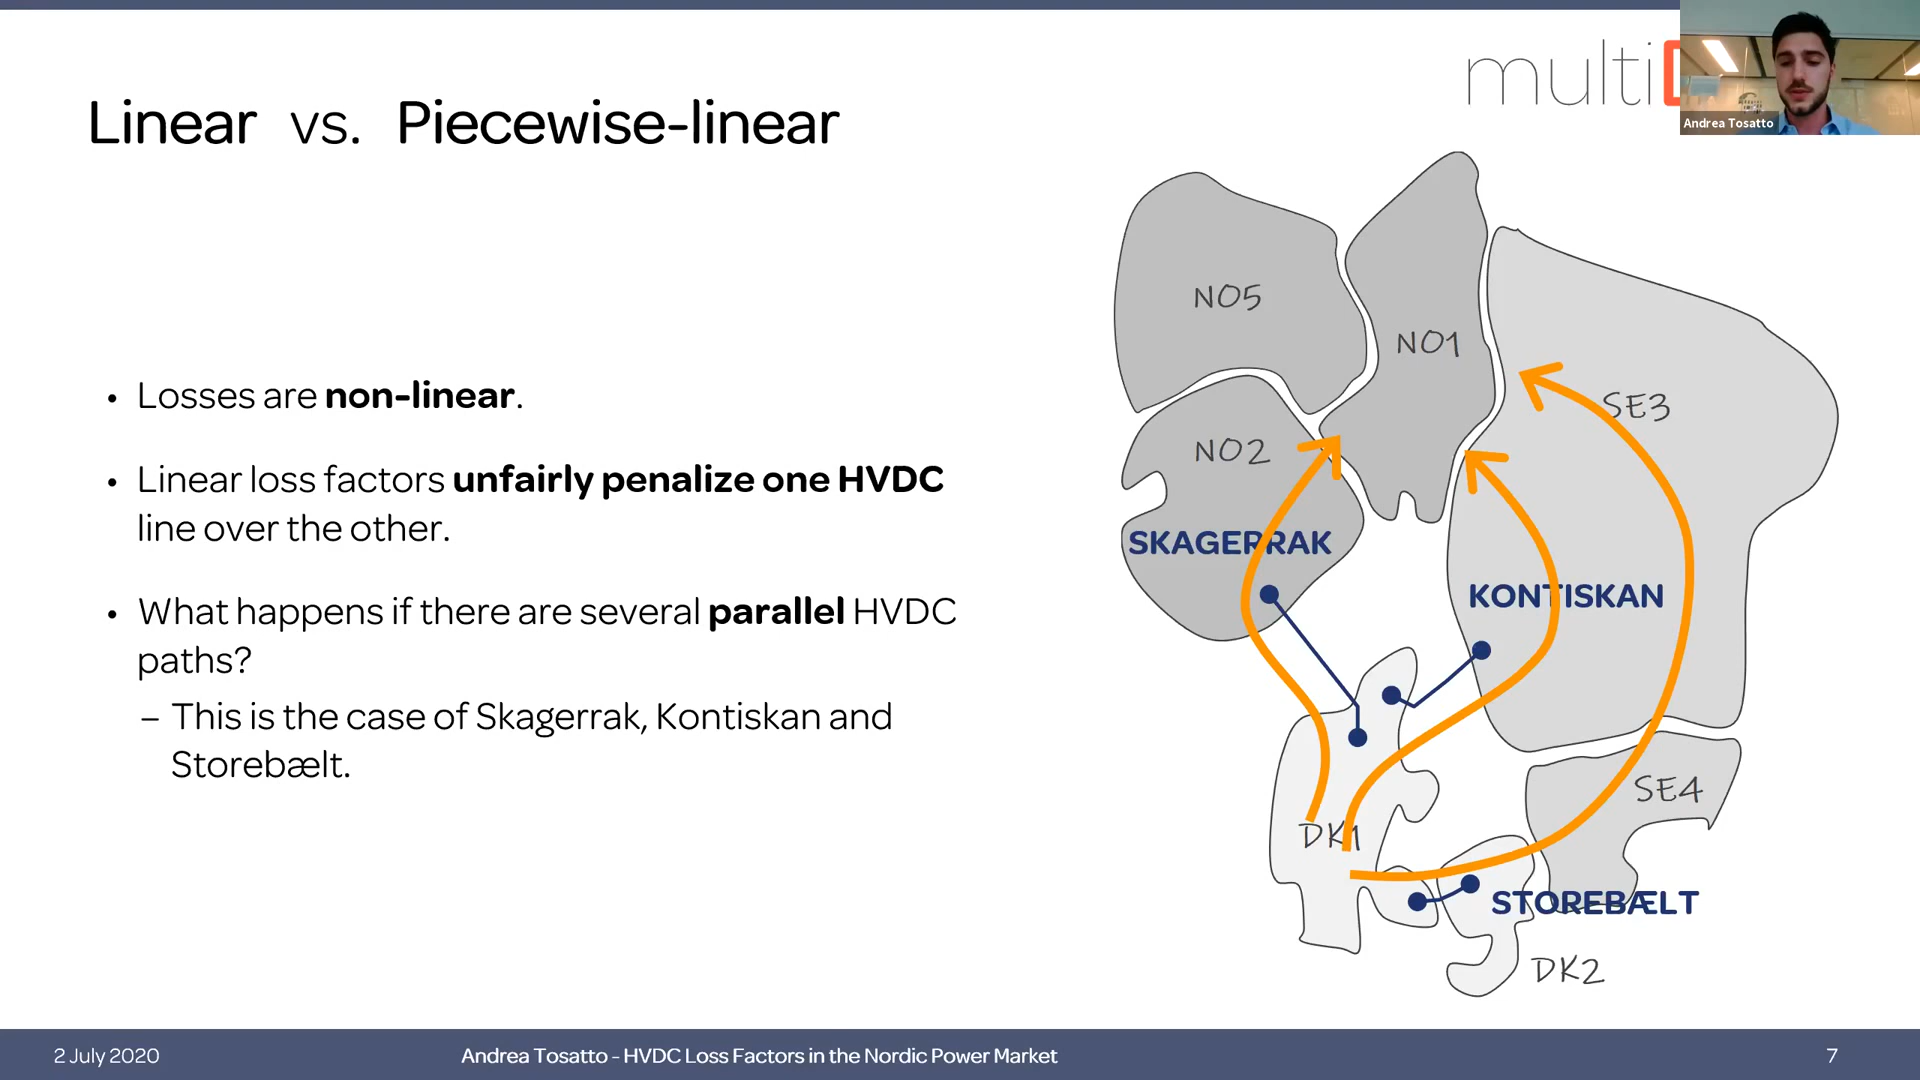 multi
Andrea Tosatto
Linear vs. Piecewise-linear
• Losses are non-linear.
• Linear loss factors unfairly penalize one HVDC
line over the other.
• What happens if there are several parallel HVDC
paths?
– This is the case of Skagerrak, Kontiskan and
Storebælt.
NO5
NO1
NO2
SE3
SKAGERRAK
KONTISKAN
SE4
DK1
STOREBÆLT
DK2
2 July 2020
Andrea Tosatto - HVDC Loss Factors in the Nordic Power Market
7